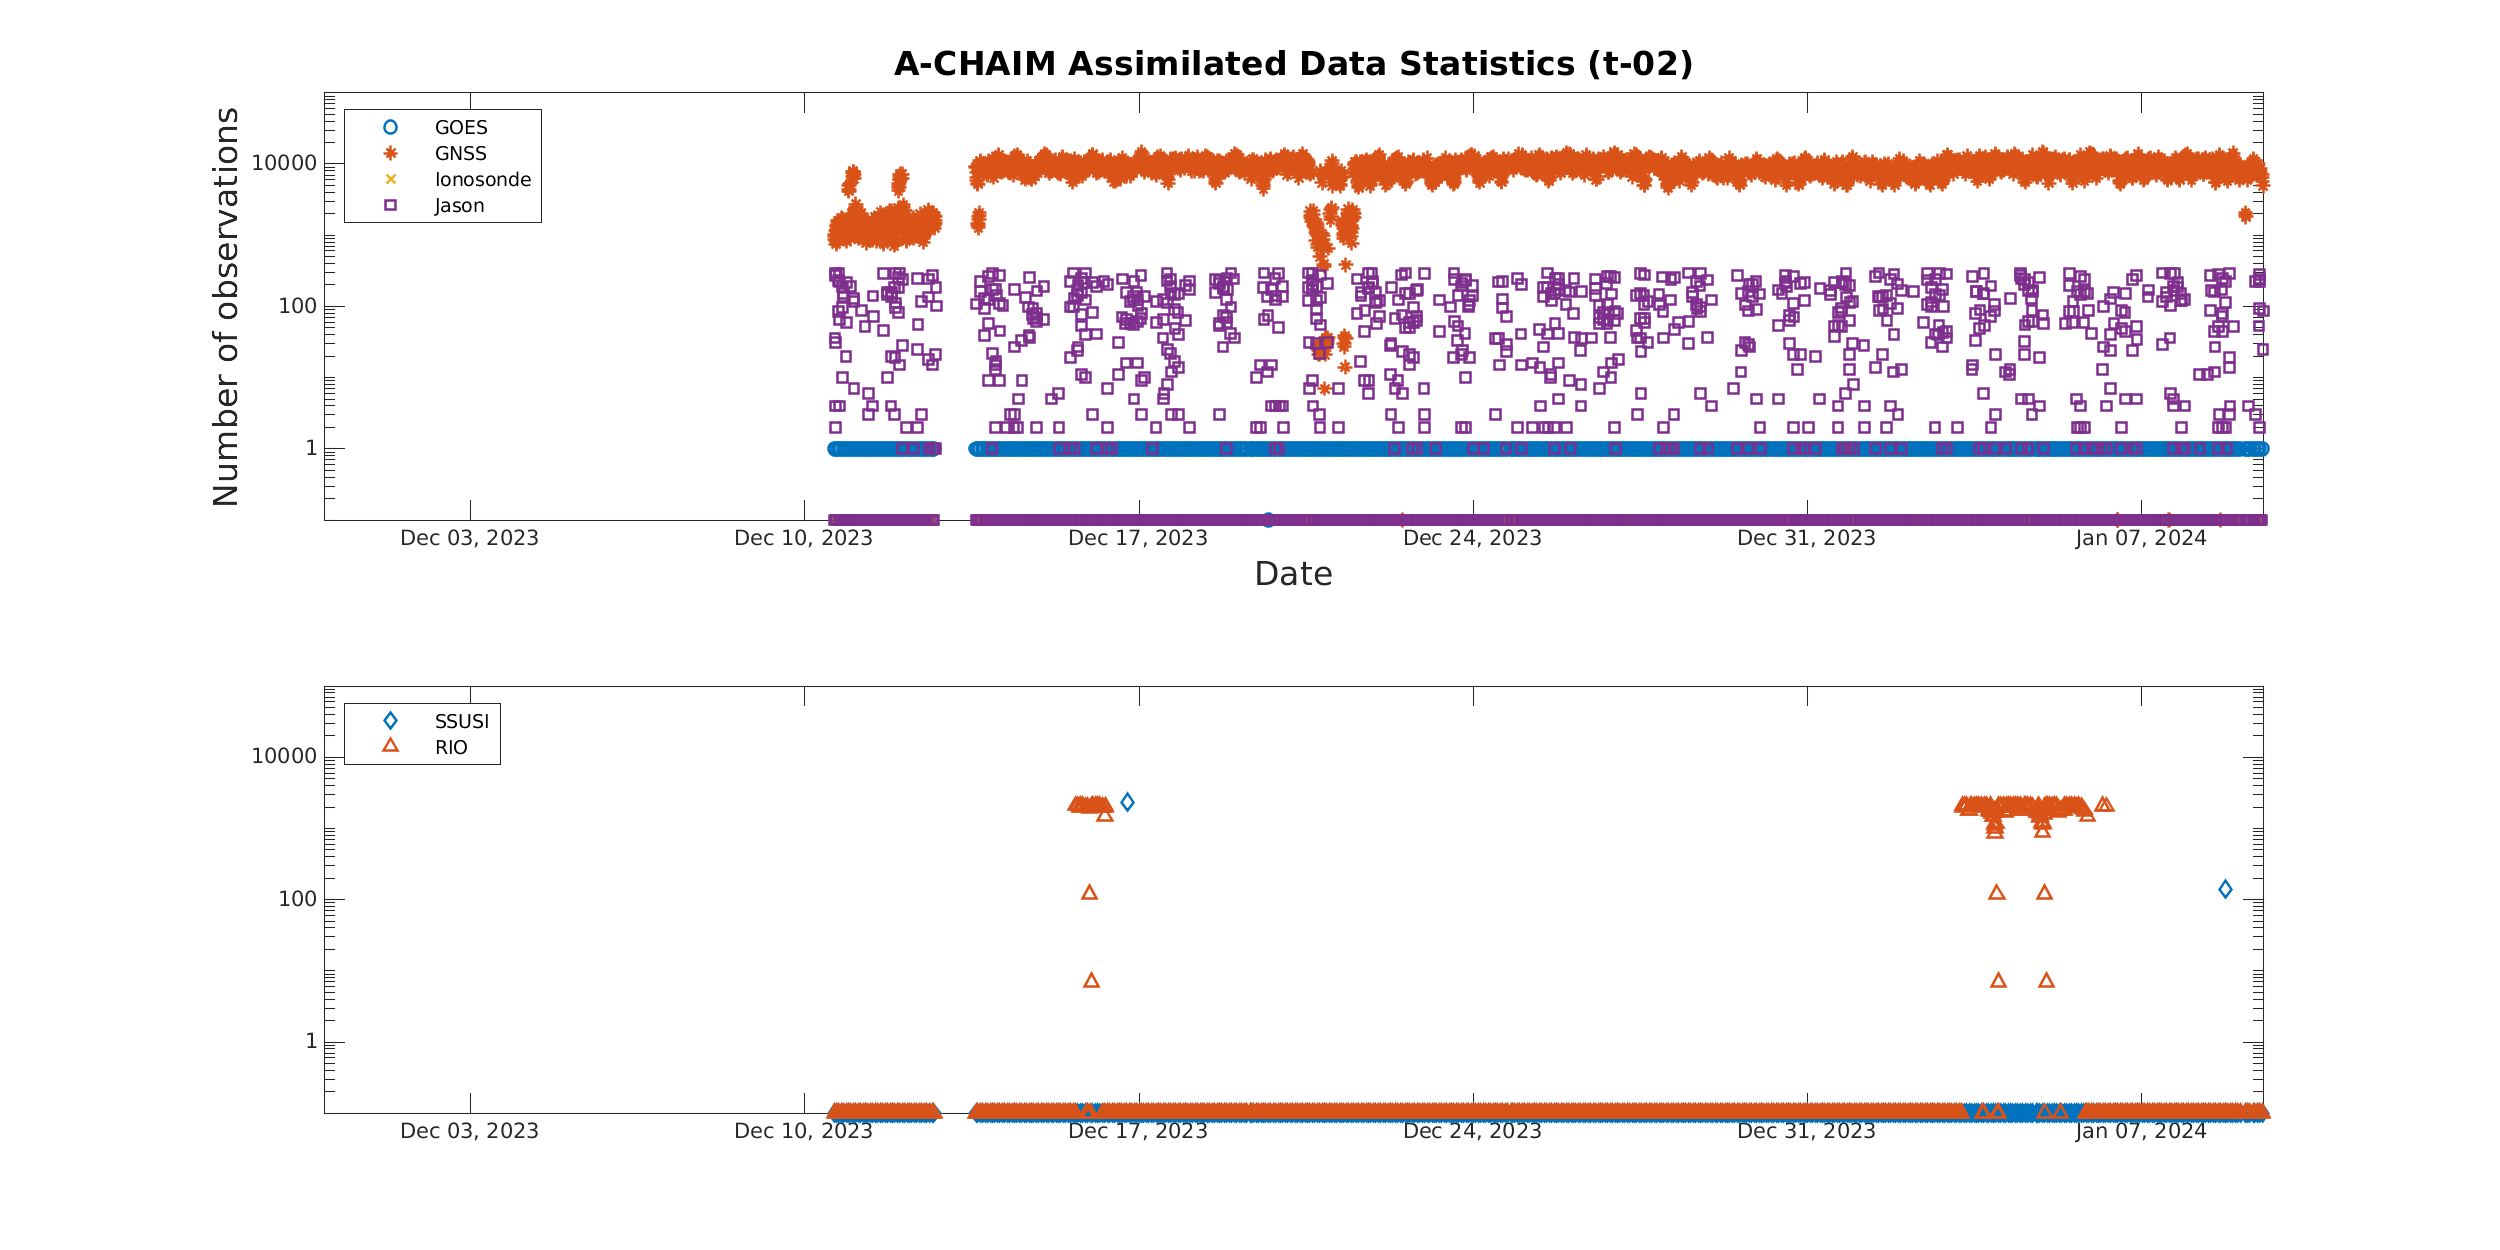 A-CHAIM Assimilated Data Statistics (t-02)
Number of observations
GOES
GNSS
Ionosonde
Jason
10000
100
1
Dec 03, 2023
Dec 10, 2023
Dec 17, 2023
Dec 24, 2023
Dec 31, 2023
Jan 07, 2024
Date
SSUSI
RIO
10000
100
1
Dec 03, 2023
Dec 10, 2023
Dec 17, 2023
Dec 24, 2023
Dec 31, 2023
Jan 07, 2024